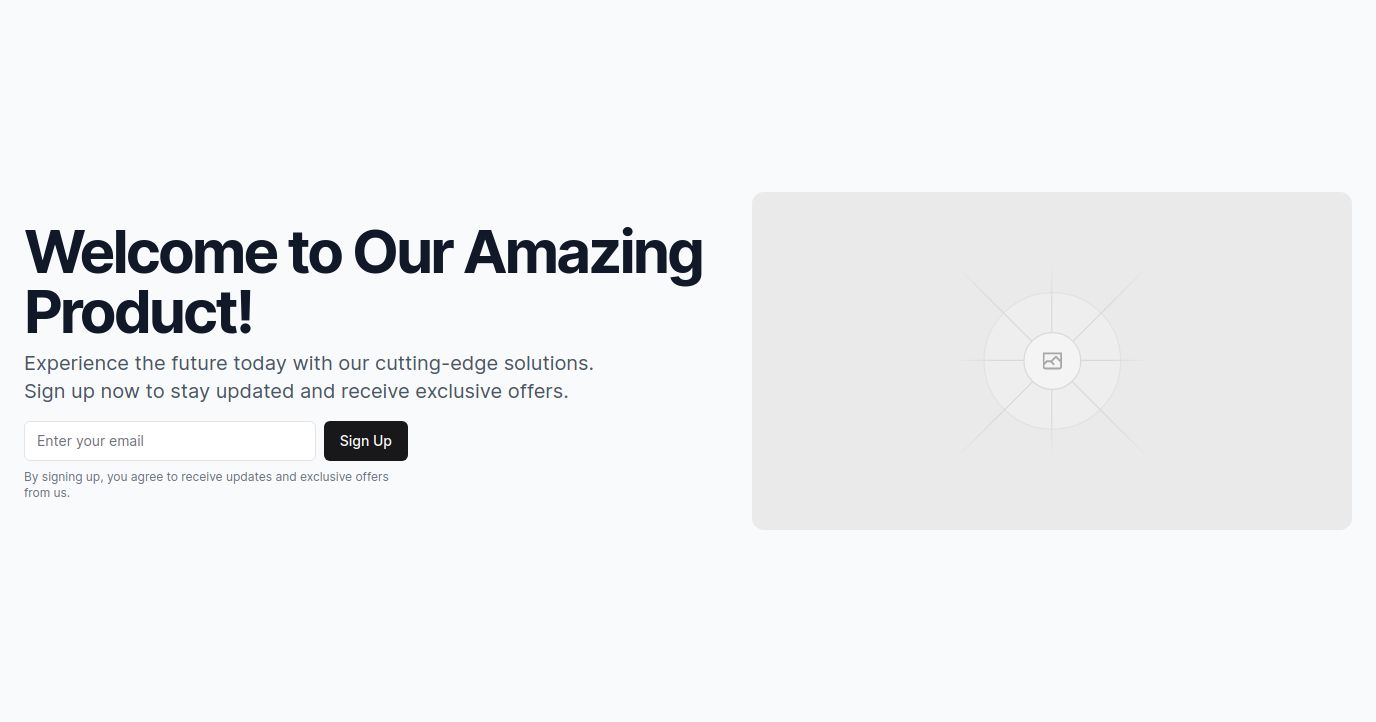 Welcome to Our Amazing
Product!
Experience the future today with our cutting-edge solutions.
Sign up now to stay updated and receive exclusive offers.
Enter your email
Sign Up
By signing up, you agree to receive updates and exclusive offers
from us.